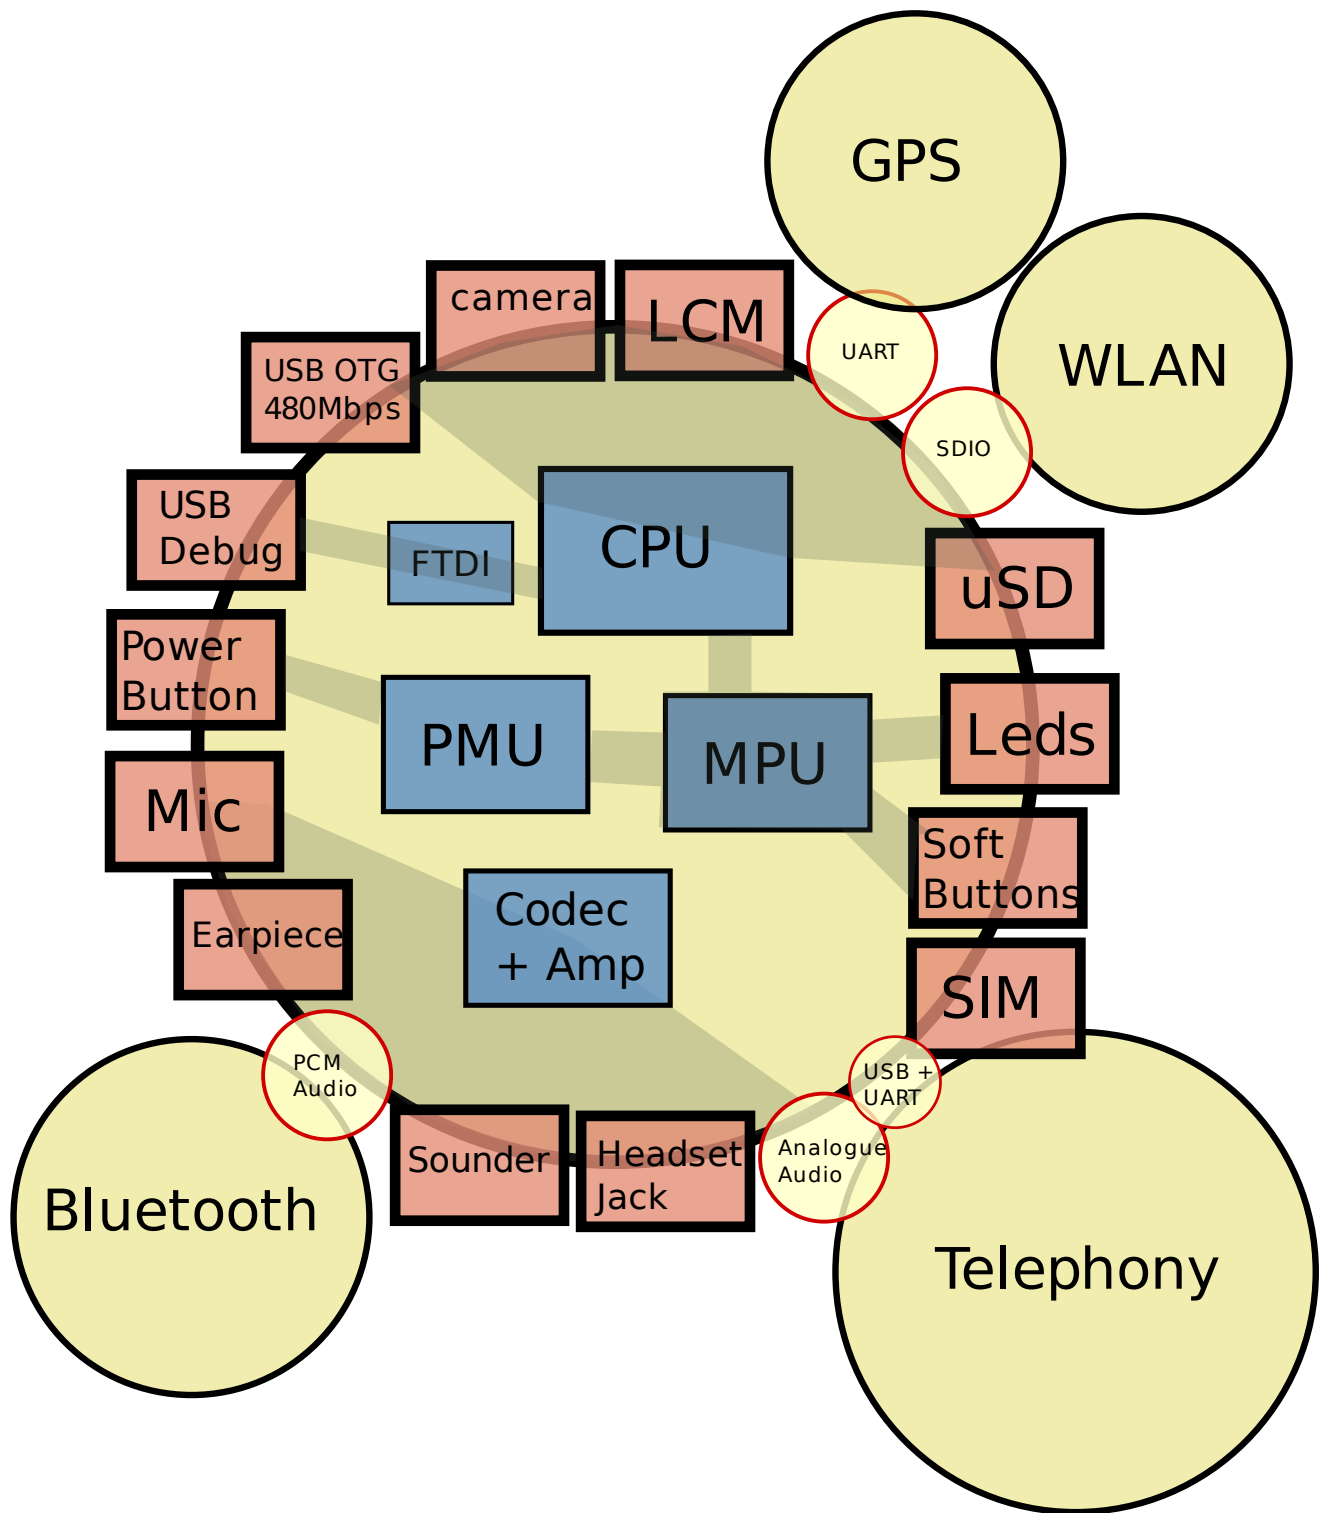 GPS
WLAN
camera
LCM
UART
USB OTG
480Mbps
SDIO
USB
Debug
FTDI
CPU
uSD
Power
Button
PMU
MPU
Leds
Mic
Soft
Buttons
Earpiece
Codec
+ Amp
SIM
PCM
Audio
USB +
UART
Sounder
Headset
Jack
Analogue
Audio
Bluetooth
Telephony